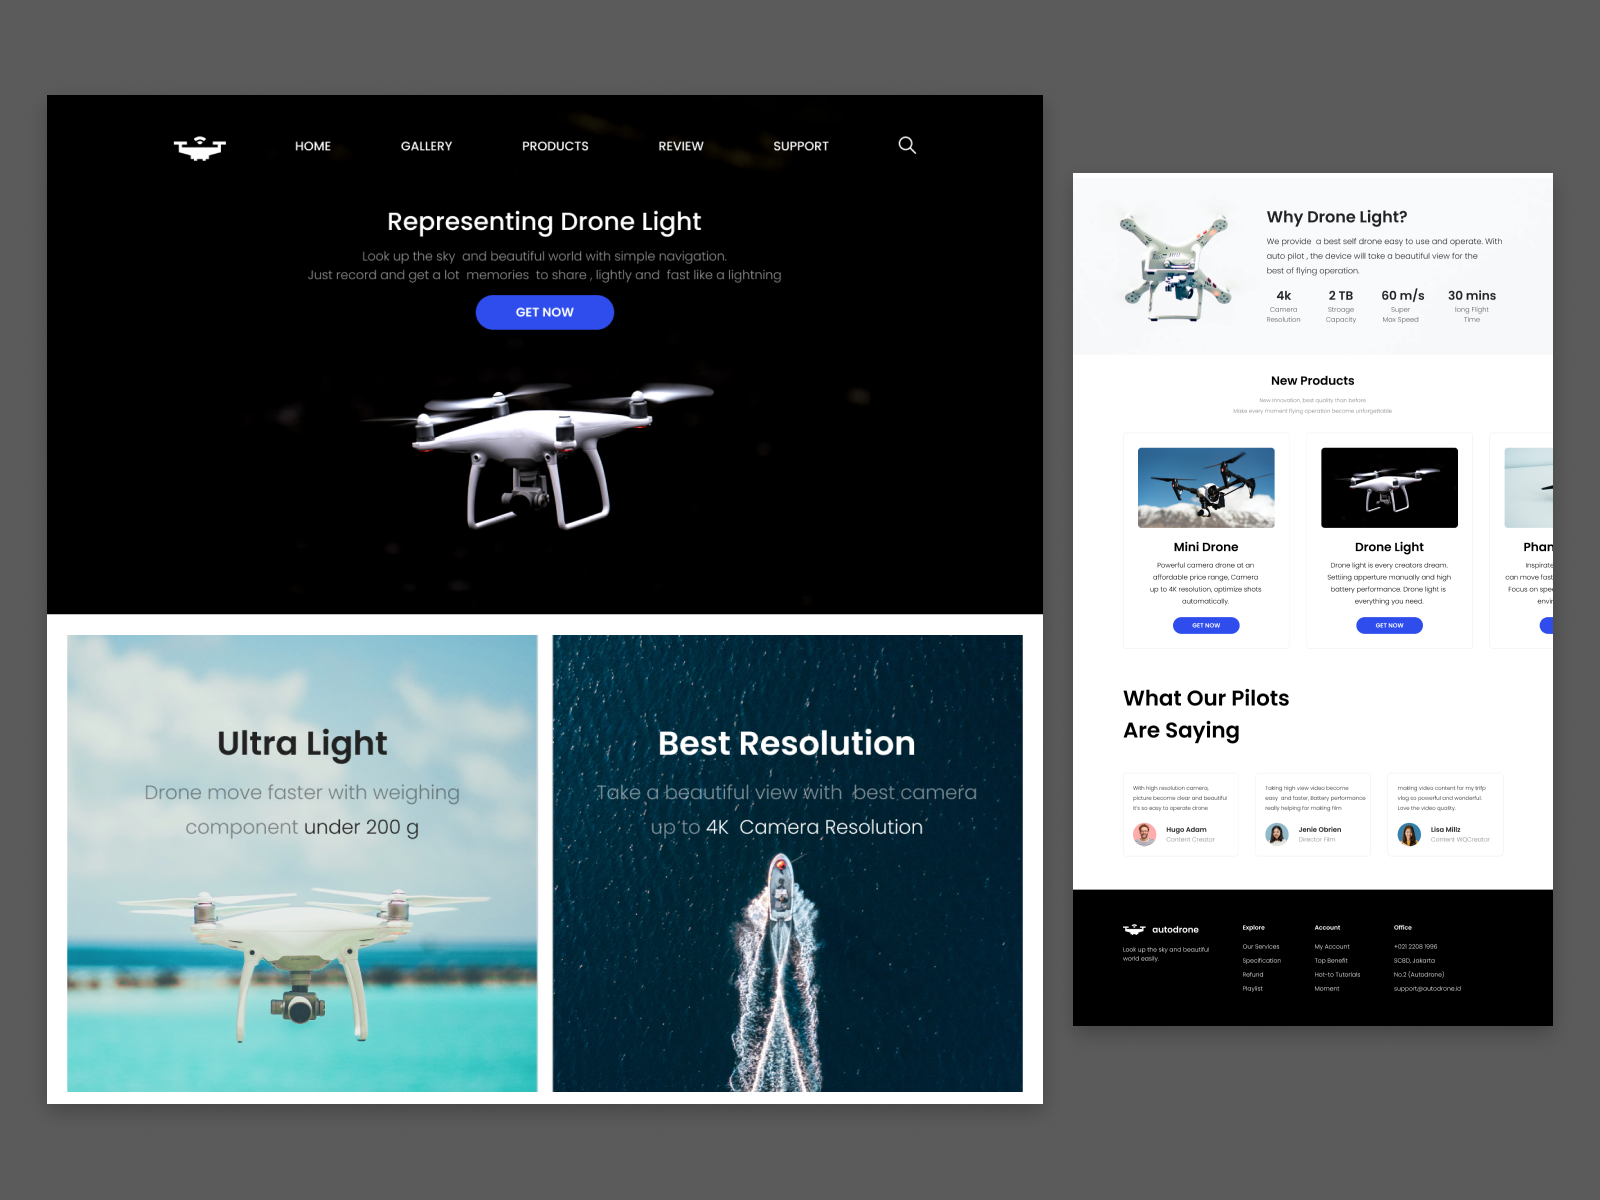 HOME GALLERY PRODUCTS REVIEW SUPPORT
Representing Drone Light
Look up the sky and beautiful world with simple navigation.
Just record and get a lot memories to share , lightly and fast like a lightning
GET NOW
Ultra Light
Drone move faster with weighing
component under 200 g
Best Resolution
Take a beautiful view with best camera
up to 4K Camera Resolution
Why Drone Light?
We provide a best self drone easy to use and operate. With
auto pilot , the device will take a beautiful view for the
best of flying operation.
4k
Camera
Resolution
2 TB
Stroage
Capacity
60 m/s
Super
Max Speed
30 mins
long Flight
Time
New Products
New innovation, best quality than before
Make every moment flying operation become unforgettable
Mini Drone
Powerful camera drone at an
affordable price range, Camera
up to 4K resolution, optimize shots
automatically.
GET NOW
Drone Light
Drone light is every creators dream.
Settiing apperture manually and high
battery performance. Drone light is
everything you need.
GET NOW
Phan
Inspirate
can move fast
Focus on spee
envir
What Our Pilots
Are Saying
With high resolution camera,
picture become clear and beautiful
it's so easy to operate drone
Hugo Adam
Content Creator
Taking high view video become
easy and faster, Battery performance
really helping for making film
Jenie Obrien
Director Film
making video content for my trifp
vlog so powerful and wonderful.
Love the video quality.
Lisa Millz
Content WQCreator
autodrone
Look up the sky and beautiful
world easily.
Explore
Our Services
Specification
Refund
Playlist
Account
My Account
Top Benefit
Hot-to Tutorials
Moment
Office
+021 2208 1996
SCBD, Jakarta
No.2 (Autodrone)
support@autodrone.id